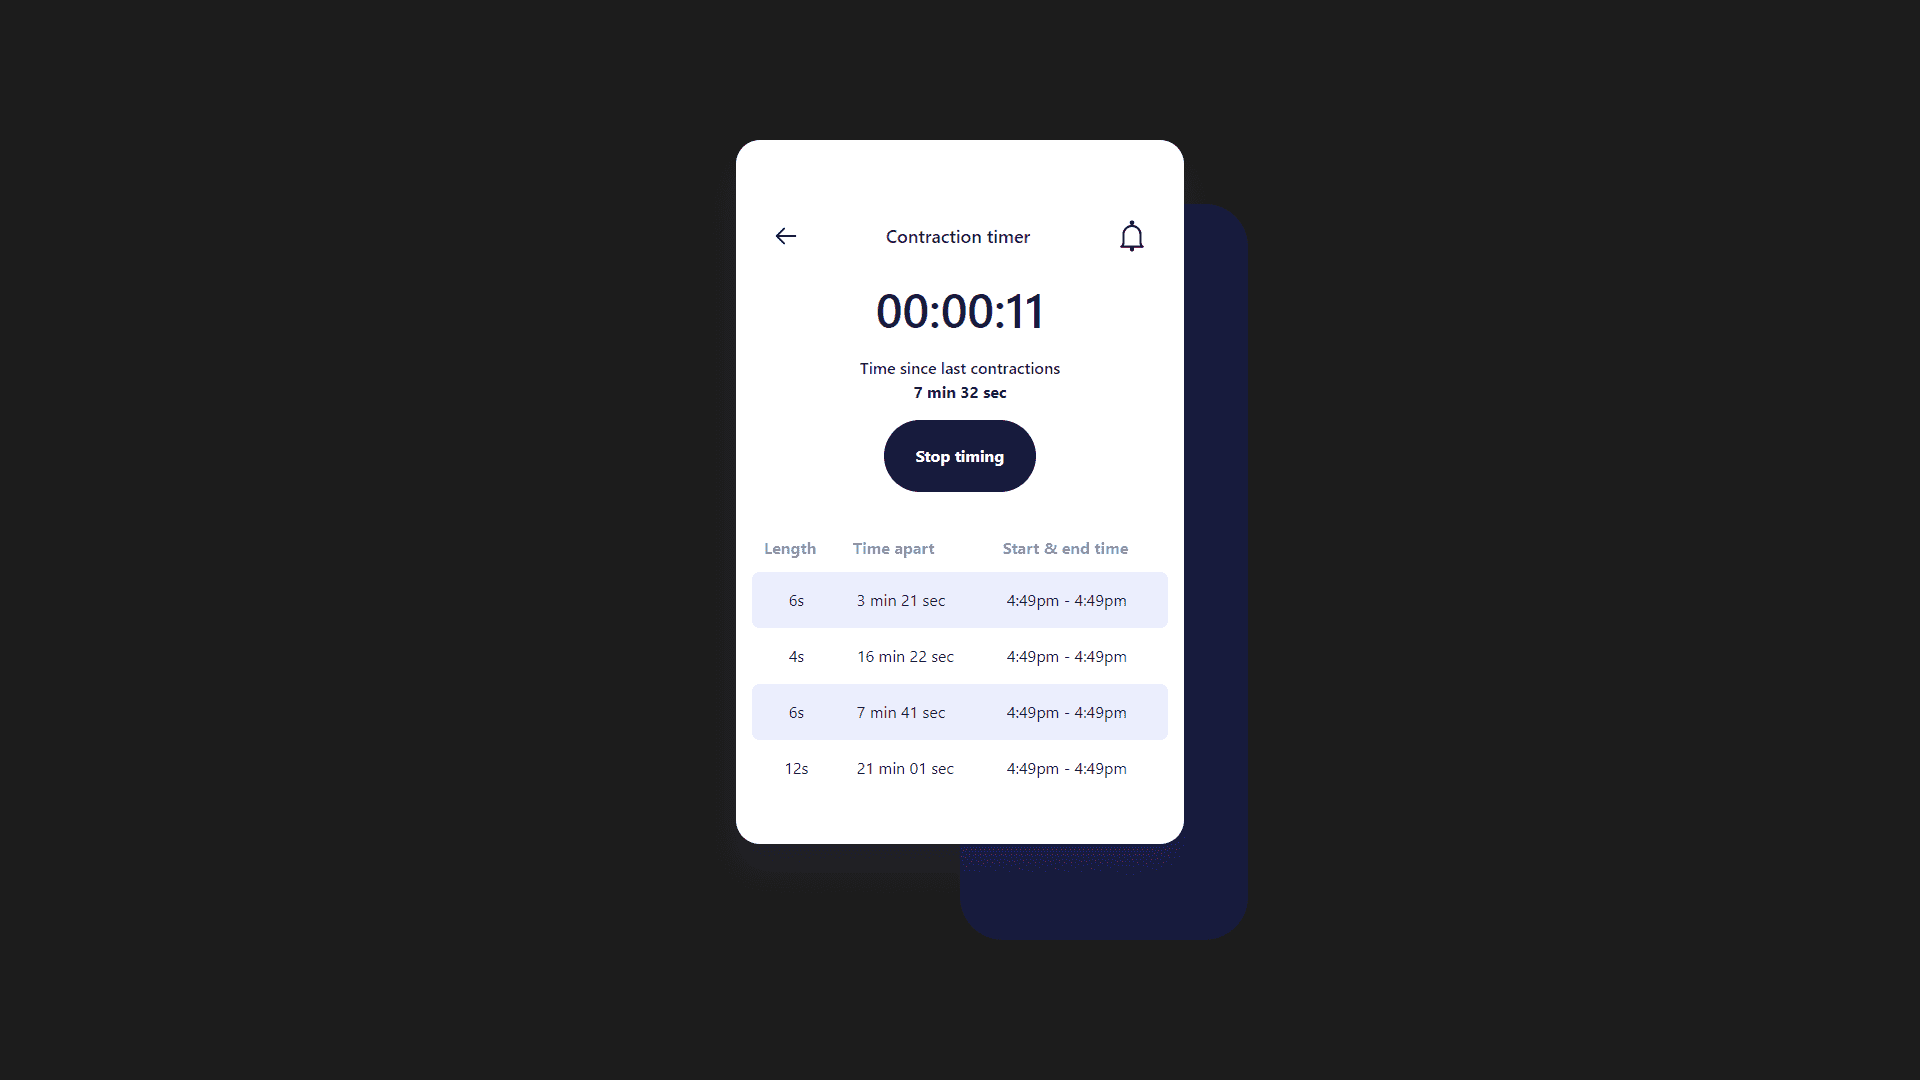 Contraction timer
00:00:11
Time since last contractions
7 min 32 sec
Stop timing
Length Time apart Start & end time
6s 3 min 21 sec 4:49pm - 4:49pm
4s 16 min 22 sec 4:49pm - 4:49pm
6s 7 min 41 sec 4:49pm - 4:49pm
12s 21 min 01 sec 4:49pm - 4:49pm